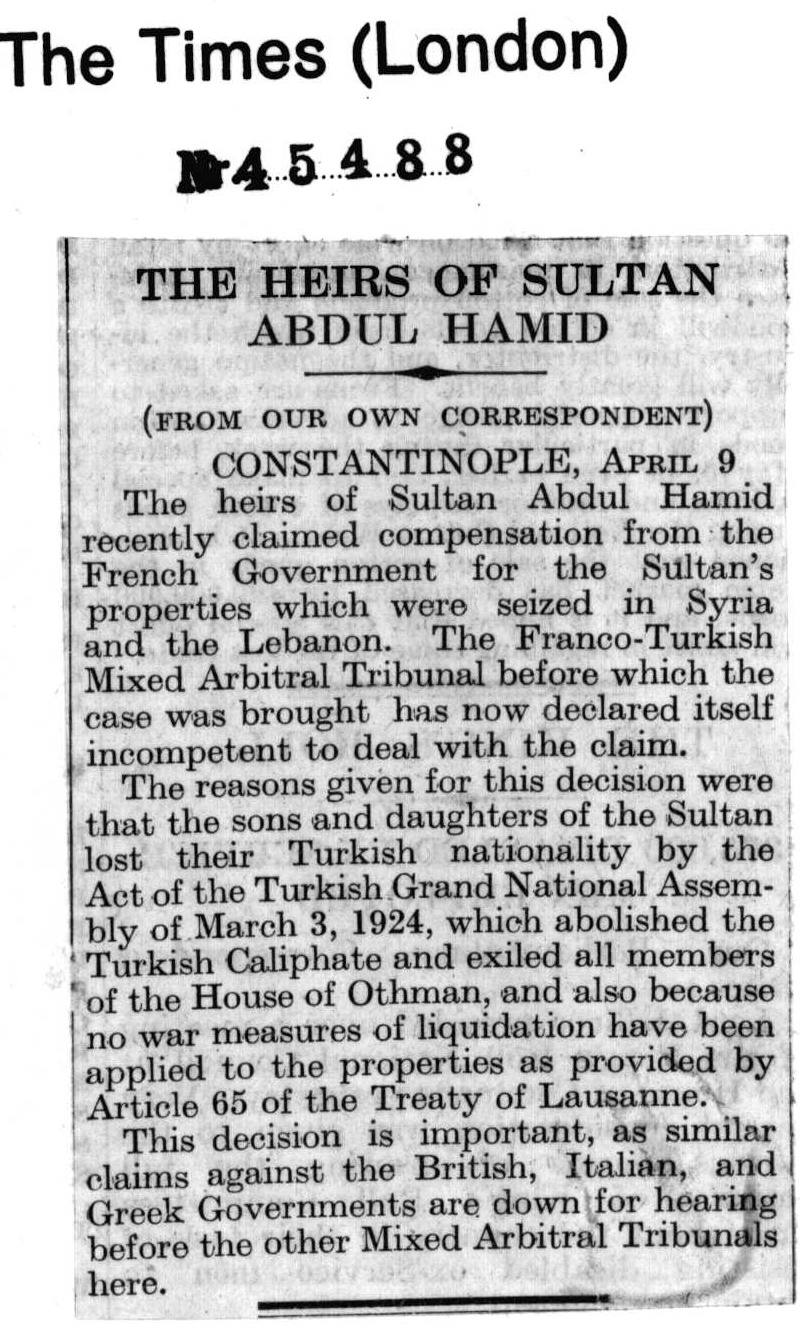 The Times (London)
Nr 45488
THE HEIRS OF SULTAN
ABDUL HAMID
(FROM OUR OWN CORRESPONDENT)
CONSTANTINOPLE, APRIL 9
The heirs of Sultan Abdul Hamid
recently claimed compensation from the
French Government for the Sultan's
properties which were seized in Syria
and the Lebanon. The Franco-Turkish
Mixed Arbitral Tribunal before which the
case was brought has now declared itself
incompetent to deal with the claim.
The reasons given for this decision were
that the sons and daughters of the Sultan
lost their Turkish nationality by the
Act of the Turkish Grand National Assem-
bly of March 3, 1924, which abolished the
Turkish Caliphate and exiled all members
of the House of Othman, and also because
no war measures of liquidation have been
applied to the properties as provided by
Article 65 of the Treaty of Lausanne.
This decision is important, as similar
claims against the British, Italian, and
Greek Governments are down for hearing
before the other Mixed Arbitral Tribunals
here.